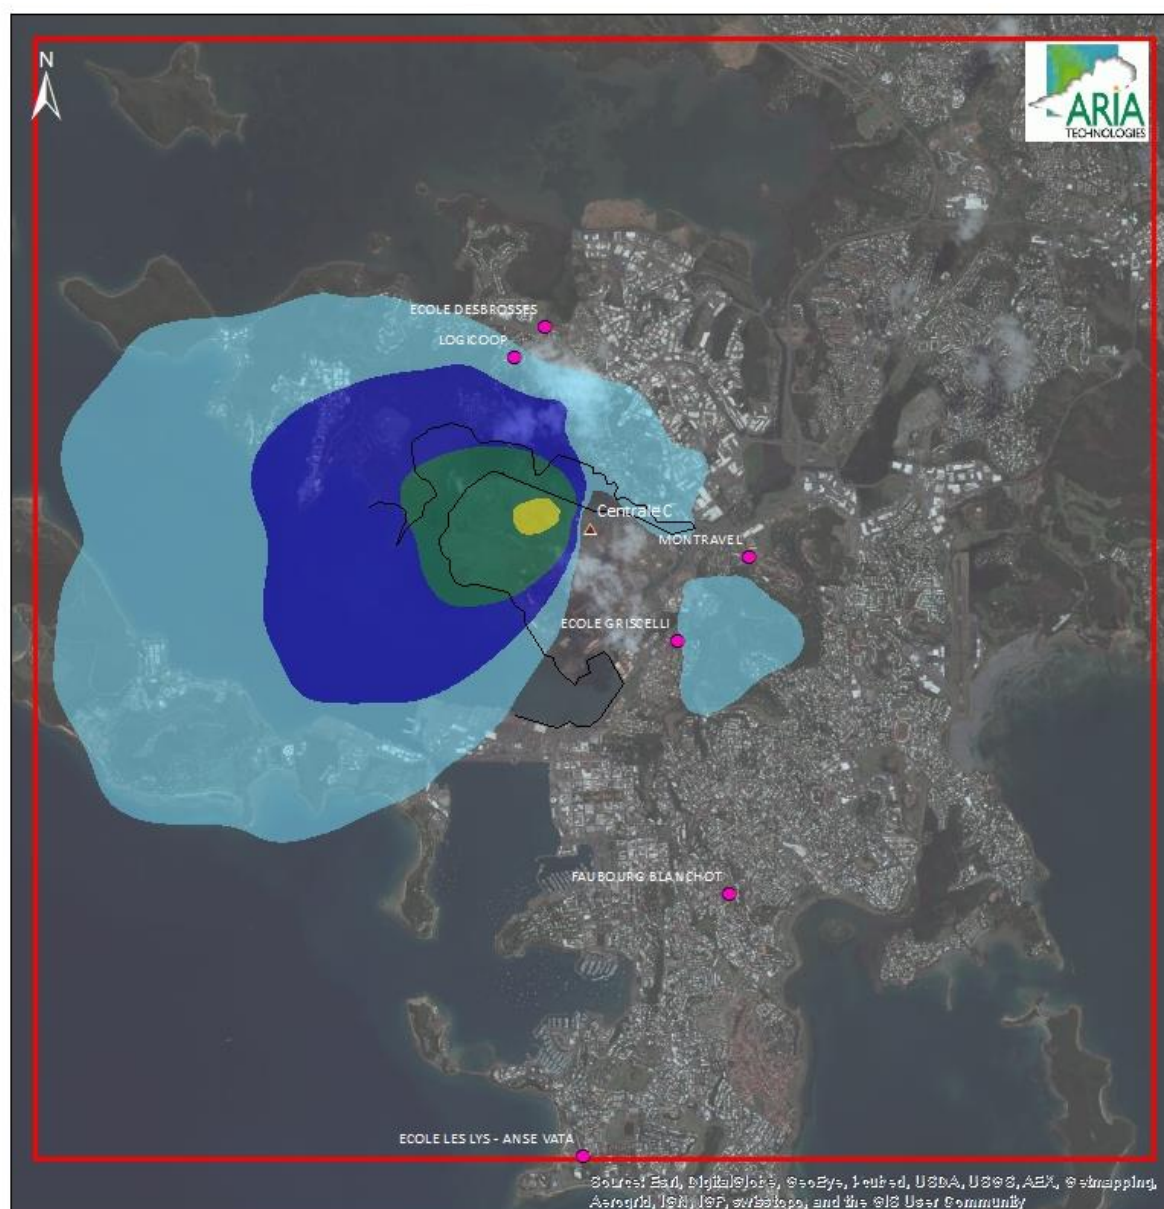 N
ARIA
TECHNOLOGIES
ECOLE DESBROSSES
LOGICOOP
Centrale C
MONTRAVEL
ECOLE GRISCELLI
FAUBOURG BLANCHOT
ECOLE LES LYS - ANSE VATA
Source: Esri, DigitalGlobe, GeoEye, i-cubed, USDA, USGS, AEX, Getmapping,
Aerogrid, IGN, IGP, swisstopo, and the GIS User Community